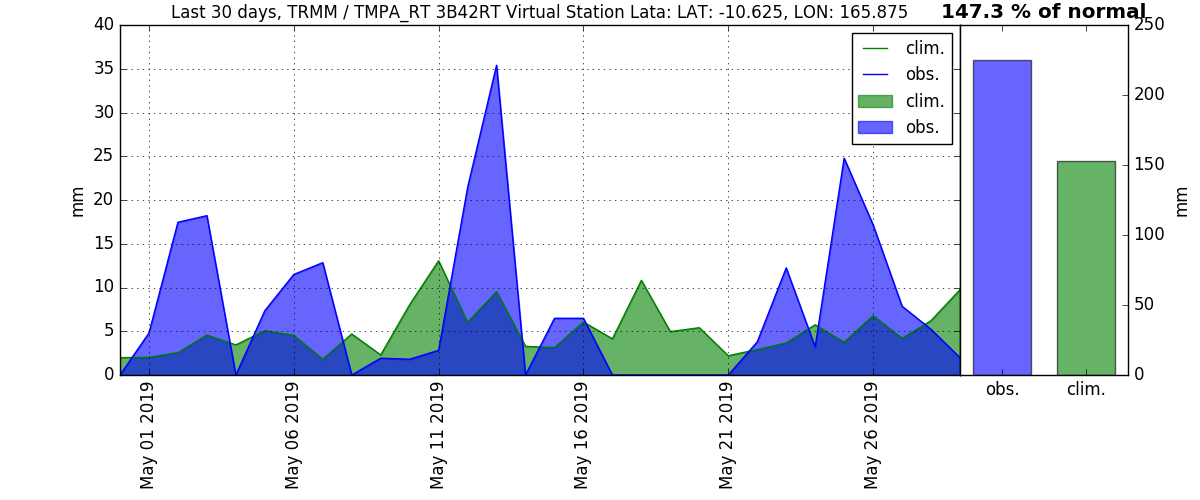 Last 30 days, TRMM / TMPA_RT 3B42RT Virtual Station Lata: LAT: -10.625, LON: 165.875
147.3 % of normal
40
35
30
25
20
15
10
5
0
mm
clim.
obs.
clim.
obs.
250
200
150
100
50
0
mm
obs.
clim.
May 01 2019
May 06 2019
May 11 2019
May 16 2019
May 21 2019
May 26 2019